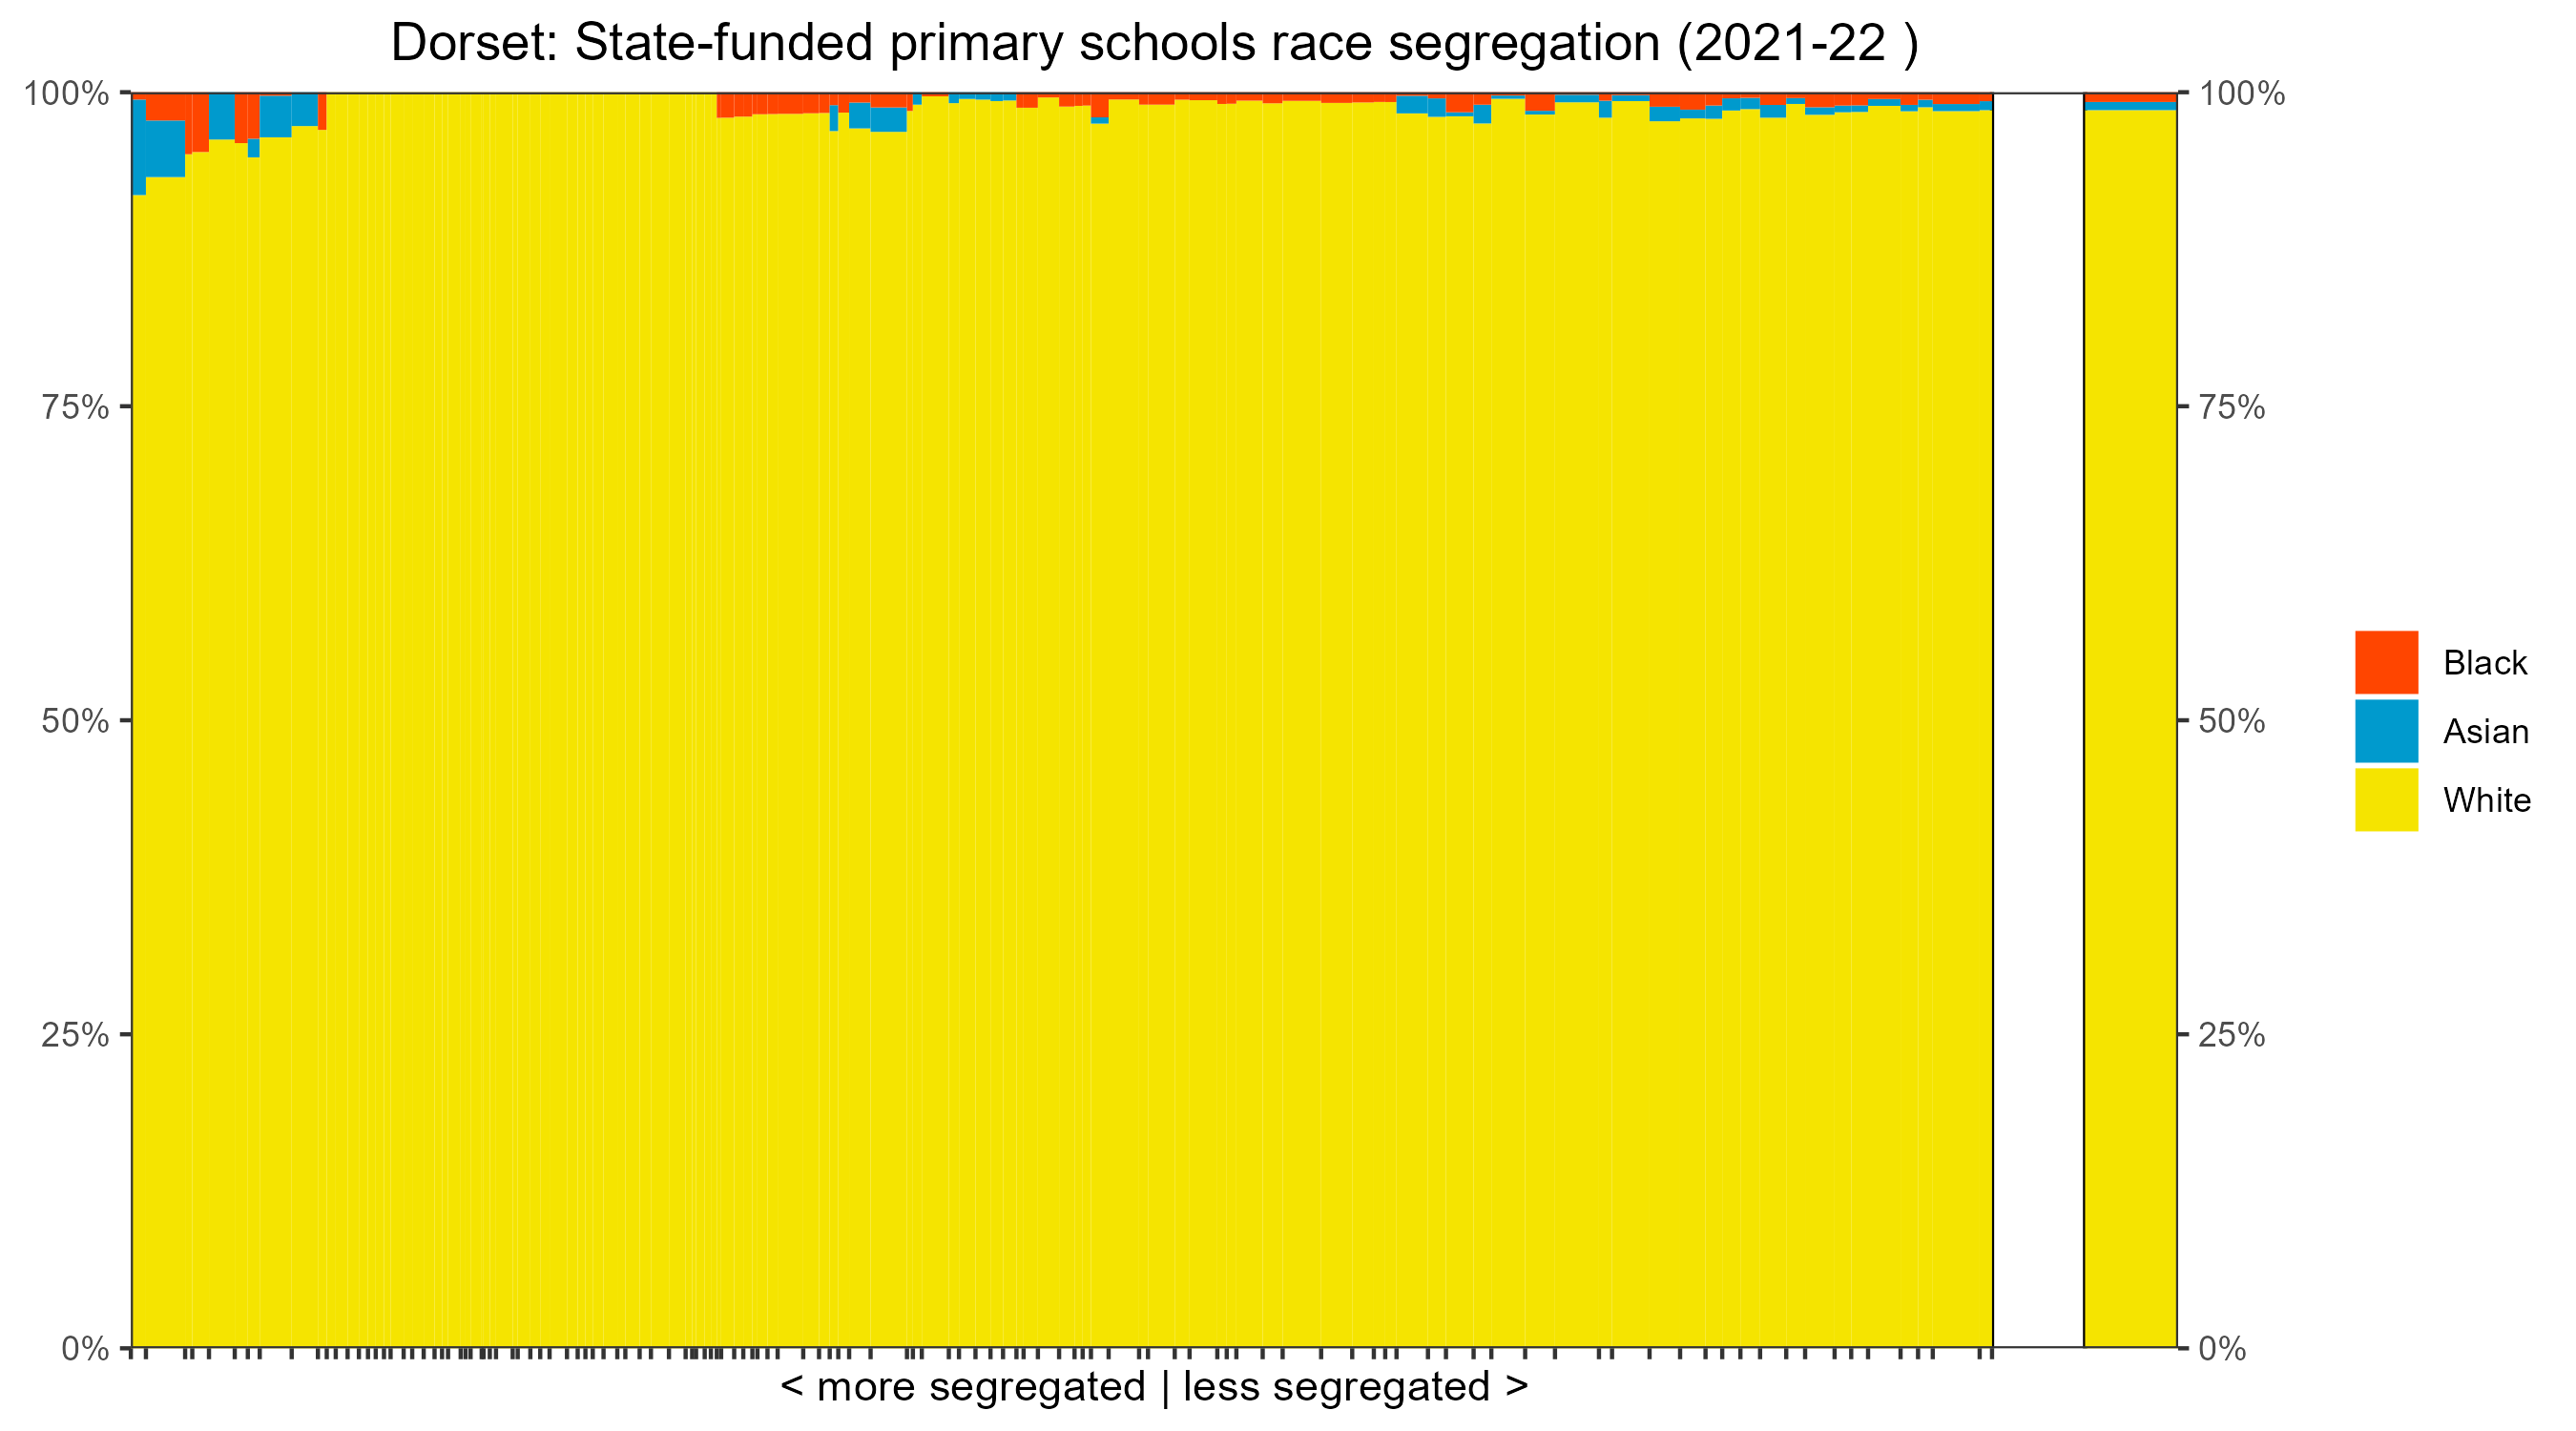 Dorset: State-funded primary schools race segregation (2021-22 )
100%
75%
50%
25%
0%
100%
75%
50%
25%
0%
Black
Asian
White
< more segregated | less segregated >